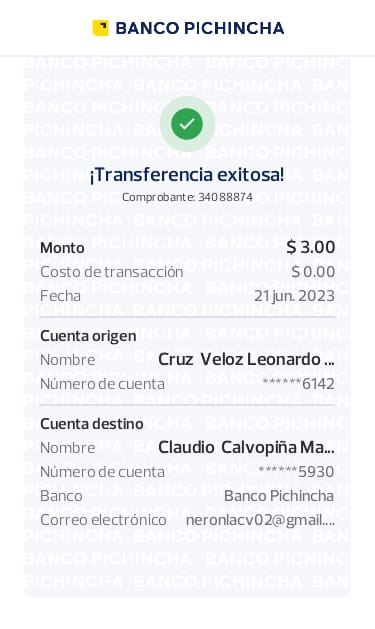 BANCO PICHINCHA
¡Transferencia exitosa!
Comprobante: 34088874
Monto $ 3.00
Costo de transacción $ 0.00
Fecha 21 jun. 2023
Cuenta origen
Nombre Cruz Veloz Leonardo ...
Número de cuenta ******6142
Cuenta destino
Nombre Claudio Calvopiña Ma...
Número de cuenta ******5930
Banco Banco Pichincha
Correo electrónico neronlacv02@gmail....